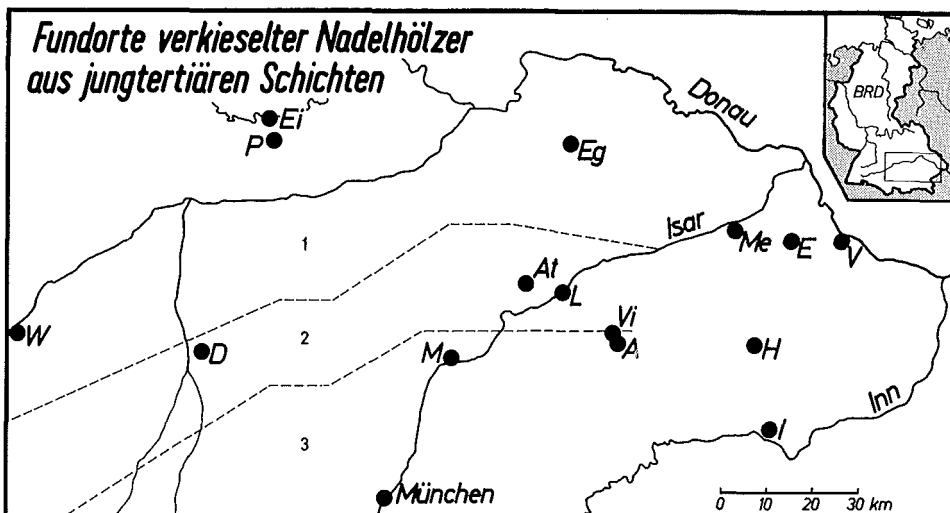 Fundorte verkieselter Nadelhölzer
aus jungtertiären Schichten
BRD
Donau
Ei
P
Eg
Isar
1
Me
E
V
At
L
W
2
D
Vi
A
M
H
Inn
I
3
München
0 10 20 30 km